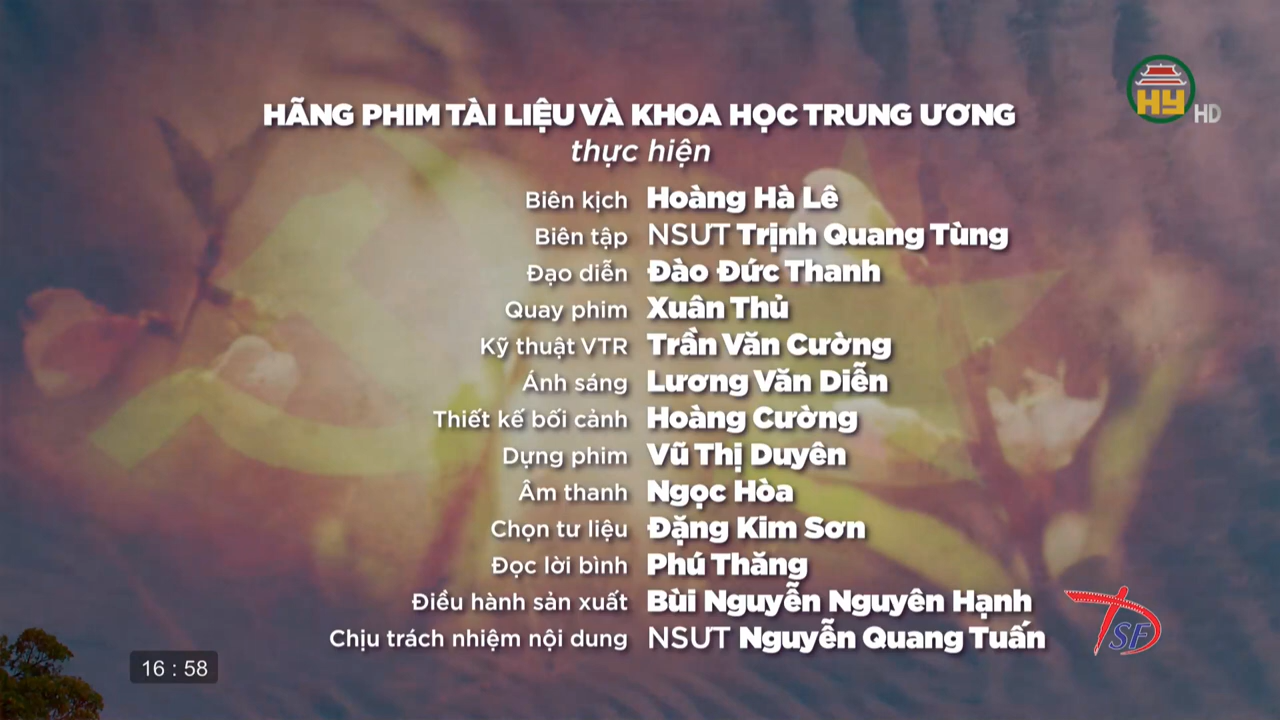 HY HD
HÃNG PHIM TÀI LIỆU VÀ KHOA HỌC TRUNG ƯƠNG
thực hiện
Biên kịch Hoàng Hà Lê
Biên tập NSƯT Trịnh Quang Tùng
Đạo diễn Đào Đức Thanh
Quay phim Xuân Thủ
Kỹ thuật VTR Trần Văn Cường
Ánh sáng Lương Văn Diễn
Thiết kế bối cảnh Hoàng Cường
Dựng phim Vũ Thị Duyên
Âm thanh Ngọc Hòa
Chọn tư liệu Đặng Kim Sơn
Đọc lời bình Phú Thăng
Điều hành sản xuất Bùi Nguyễn Nguyên Hạnh
Chịu trách nhiệm nội dung NSƯT Nguyễn Quang Tuấn
DSF
16 : 58